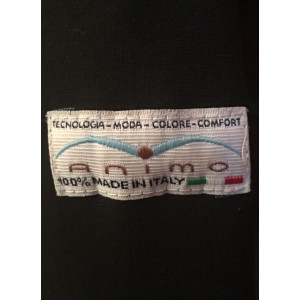 TECNOLOGIA - MODA - COLORE - COMFORT
animo
100% MADE IN ITALY